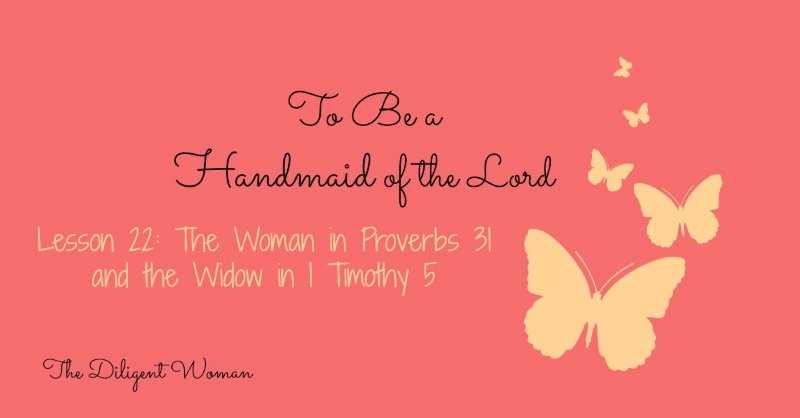 To Be a
Handmaid of the Lord
Lesson 22: The Woman in Proverbs 31
and the Widow in 1 Timothy 5
The Diligent Woman